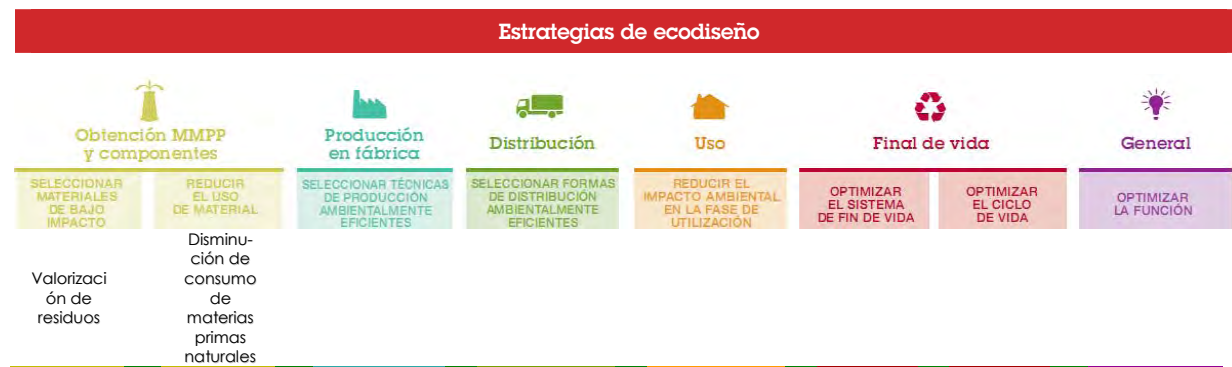 Estrategias de ecodiseño
Obtención MMPP
y componentes
Producción
en fábrica
Distribución
Uso
Final de vida
General
SELECCIONAR
MATERIALES
DE BAJO
IMPACTO
REDUCIR
EL USO
DE MATERIAL
SELECCIONAR TÉCNICAS
DE PRODUCCIÓN
AMBIENTALMENTE
EFICIENTES
SELECCIONAR FORMAS
DE DISTRIBUCIÓN
AMBIENTALMENTE
EFICIENTES
REDUCIR EL
IMPACTO AMBIENTAL
EN LA FASE DE
UTILIZACIÓN
OPTIMIZAR
EL SISTEMA
DE FIN DE VIDA
OPTIMIZAR
EL CICLO
DE VIDA
OPTIMIZAR
LA FUNCIÓN
Valorizaci
ón de
residuos
Disminu-
ción de
consumo
de
materias
primas
naturales